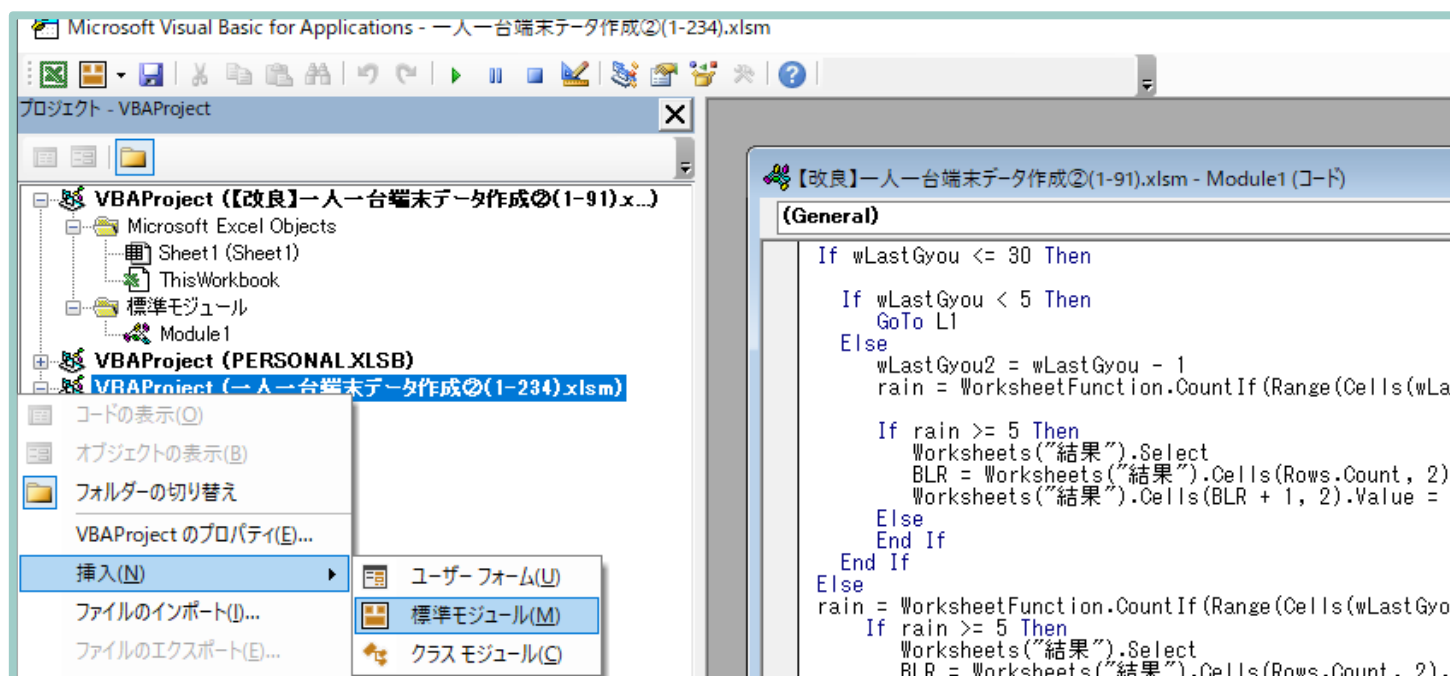 Microsoft Visual Basic for Applications - 一人一台端末データ作成②(1-234).xlsm
プロジェクト - VBAProject
VBAProject (【改良】一人一台端末データ作成②(1-91).x...)
Microsoft Excel Objects
Sheet1 (Sheet1)
ThisWorkbook
標準モジュール
Module1
VBAProject (PERSONAL.XLSB)
VBAProject (一人一台端末データ作成②(1-234).xlsm)
コードの表示(O)
オブジェクトの表示(B)
フォルダーの切り替え
VBAProject のプロパティ(E)...
挿入(N)
ファイルのインポート(I)...
ファイルのエクスポート(E)...
ユーザー フォーム(U)
標準モジュール(M)
クラス モジュール(C)
【改良】一人一台端末データ作成②(1-91).xlsm - Module1 (コード)
(General)
If wLastGyou <= 30 Then
If wLastGyou < 5 Then
GoTo L1
Else
wLastGyou2 = wLastGyou - 1
rain = WorksheetFunction.CountIf(Range(Cells(wLa
If rain >= 5 Then
Worksheets("結果").Select
BLR = Worksheets("結果").Cells(Rows.Count, 2)
Worksheets("結果").Cells(BLR + 1, 2).Value =
Else
End If
End If
Else
rain = WorksheetFunction.CountIf(Range(Cells(wLastGyo
If rain >= 5 Then
Worksheets("結果").Select
BLR = Worksheets("結果").Cells(Rows.Count, 2).